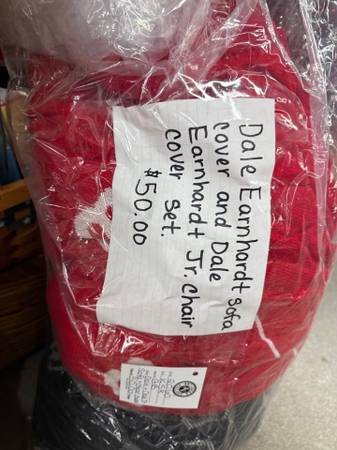 Dale Earnhardt sofa
cover and Dale
Earnhardt Jr. chair
cover set.
$50.00